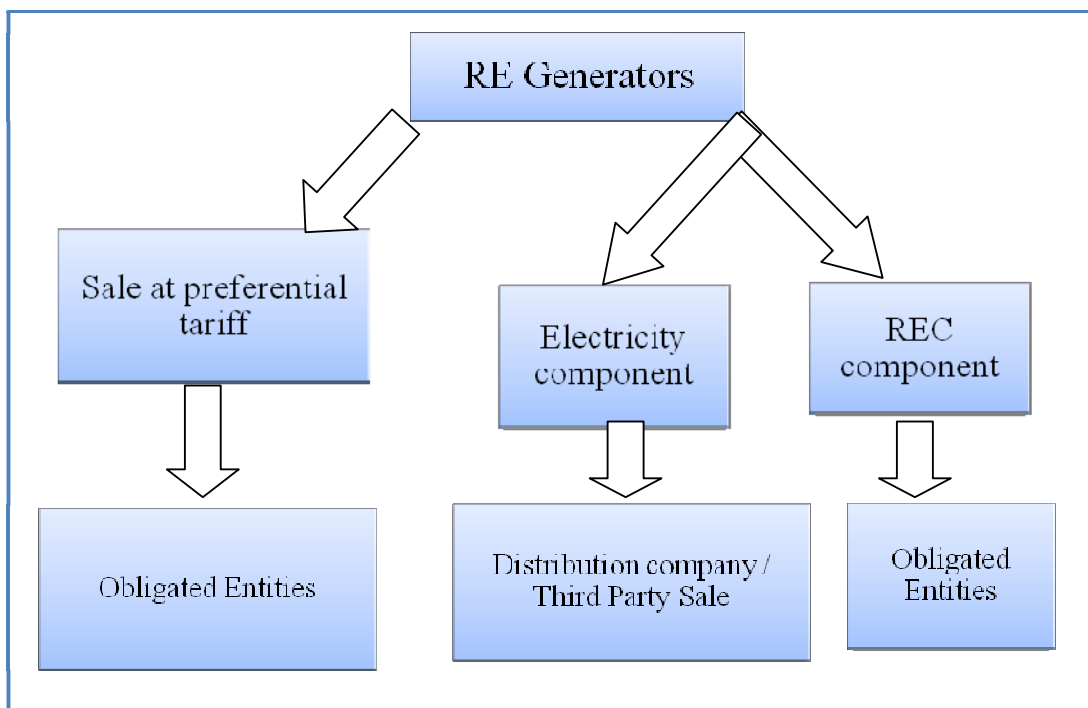 RE Generators
Sale at preferential
tariff
Electricity
component
REC
component
Obligated Entities
Distribution company /
Third Party Sale
Obligated
Entities